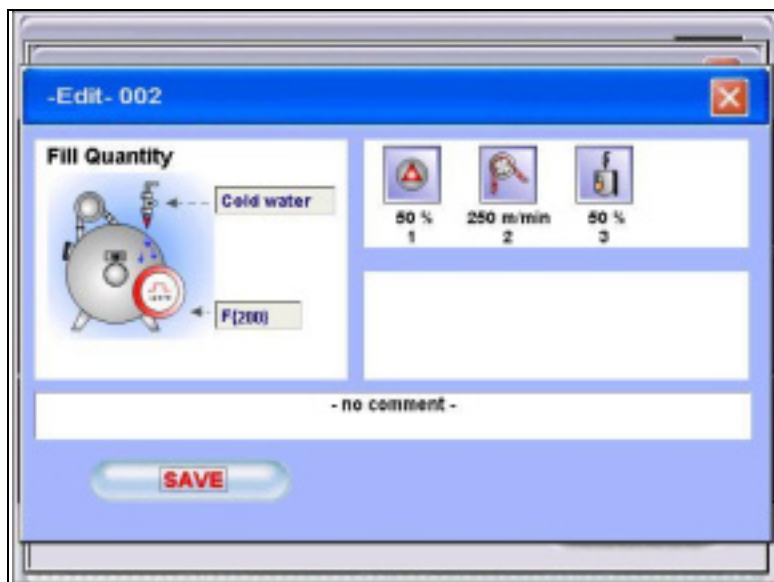 -Edit- 002
Fill Quantity
Cold water
F(200)
50 % 250 m/min 50 %
1 2 3
- no comment -
SAVE